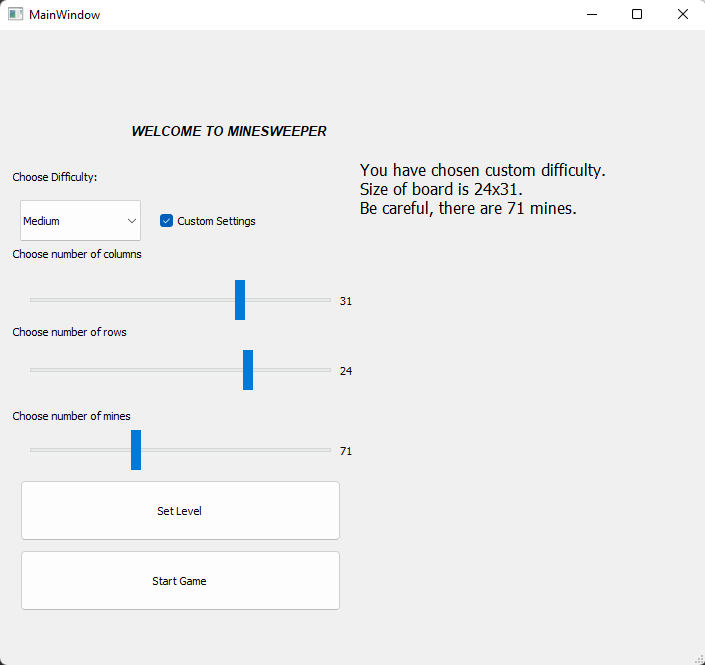 MainWindow
WELCOME TO MINESWEEPER
Choose Difficulty:
Medium
Custom Settings
Choose number of columns
31
Choose number of rows
24
Choose number of mines
71
Set Level
Start Game
You have chosen custom difficulty.
Size of board is 24x31.
Be careful, there are 71 mines.